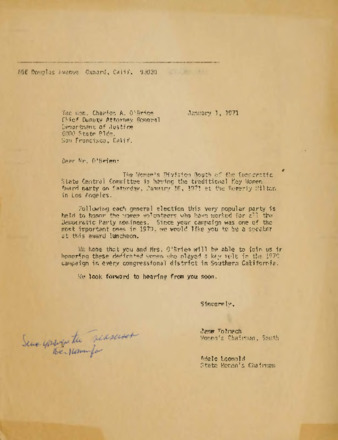 Douglas Avenue Oxnard, Calif. 93030
The Hon. Charles A. O'Brien January 1, 1971
Chief Deputy Attorney General
Department of Justice
6000 State Bldg.
San Francisco, Calif.
Dear Mr. O'Brien:
The Women's Division South of the Democratic
State Central Committee is having the traditional Key Women
Award party on Saturday, January 16, 1971 at the Beverly Hilton
in Los Angeles.
Following each general election this very popular party is
held to honor the women volunteers who have worked for all the
Democratic Party nominees. Since your campaign was one of the
most important ones in 1970, we would like you to be a speaker
at this award luncheon.
We hope that you and Mrs. O'Brien will be able to join us in
honoring these dedicated women who played a key role in the 1970
campaign in every congressional district in Southern California.
We look forward to hearing from you soon.
Sincerely,
Jane
Women's Chairman, South
Adele Leopold
State Women's Chairman